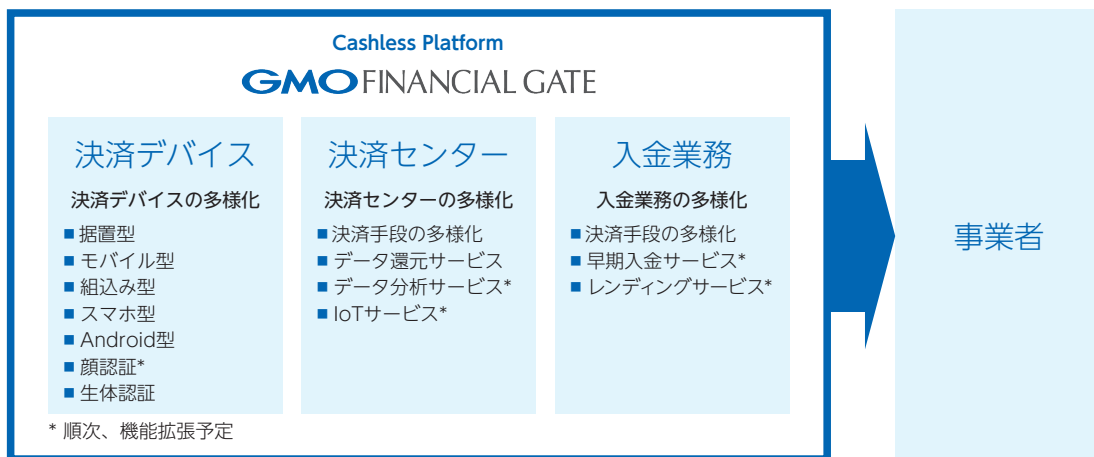 Cashless Platform
GMO FINANCIAL GATE
決済デバイス
決済デバイスの多様化
■ 据置型
■ モバイル型
■ 組込み型
■ スマホ型
■ Android型
■ 顔認証*
■ 生体認証
決済センター
決済センターの多様化
■ 決済手段の多様化
■ データ還元サービス
■ データ分析サービス*
■ IoTサービス*
入金業務
入金業務の多様化
■ 決済手段の多様化
■ 早期入金サービス*
■ レンディングサービス*
* 順次、機能拡張予定
事業者